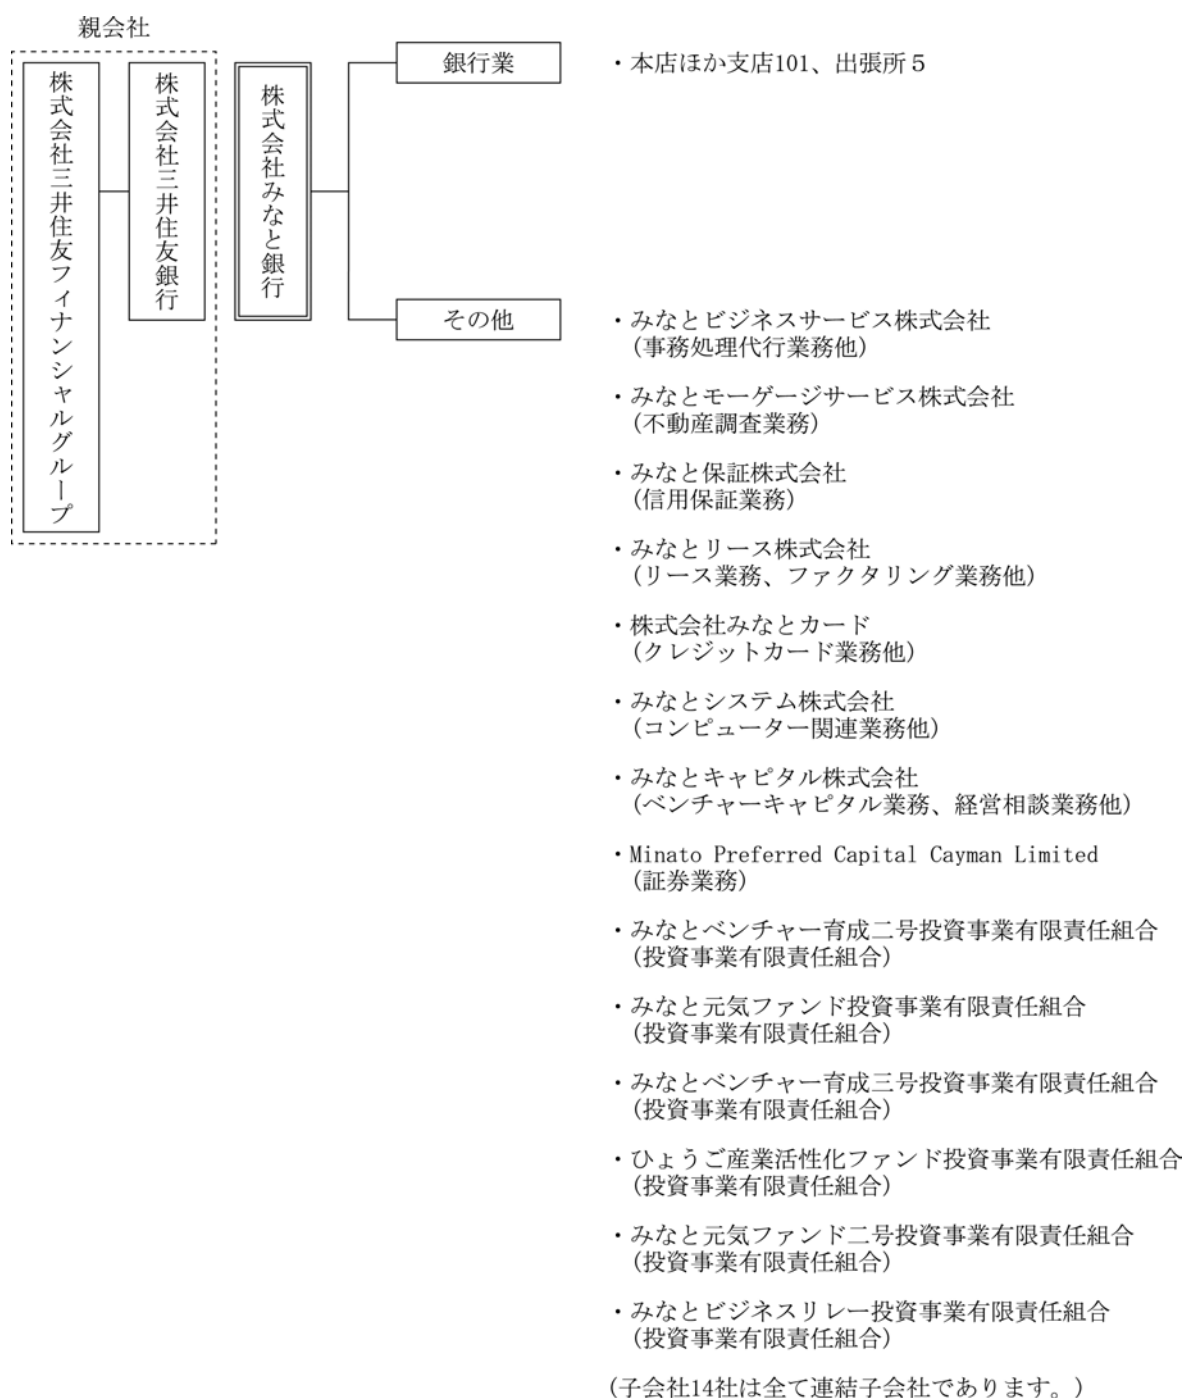 親会社
株式会社三井住友フィナンシャルグループ
株式会社三井住友銀行
株式会社みなと銀行
銀行業
・本店ほか支店101、出張所５
その他
・みなとビジネスサービス株式会社
(事務処理代行業務他)
・みなとモーゲージサービス株式会社
(不動産調査業務)
・みなと保証株式会社
(信用保証業務)
・みなとリース株式会社
(リース業務、ファクタリング業務他)
・株式会社みなとカード
(クレジットカード業務他)
・みなとシステム株式会社
(コンピューター関連業務他)
・みなとキャピタル株式会社
(ベンチャーキャピタル業務、経営相談業務他)
・Minato Preferred Capital Cayman Limited
(証券業務)
・みなとベンチャー育成二号投資事業有限責任組合
(投資事業有限責任組合)
・みなと元気ファンド投資事業有限責任組合
(投資事業有限責任組合)
・みなとベンチャー育成三号投資事業有限責任組合
(投資事業有限責任組合)
・ひょうご産業活性化ファンド投資事業有限責任組合
(投資事業有限責任組合)
・みなと元気ファンド二号投資事業有限責任組合
(投資事業有限責任組合)
・みなとビジネスリレー投資事業有限責任組合
(投資事業有限責任組合)
(子会社14社は全て連結子会社であります。)